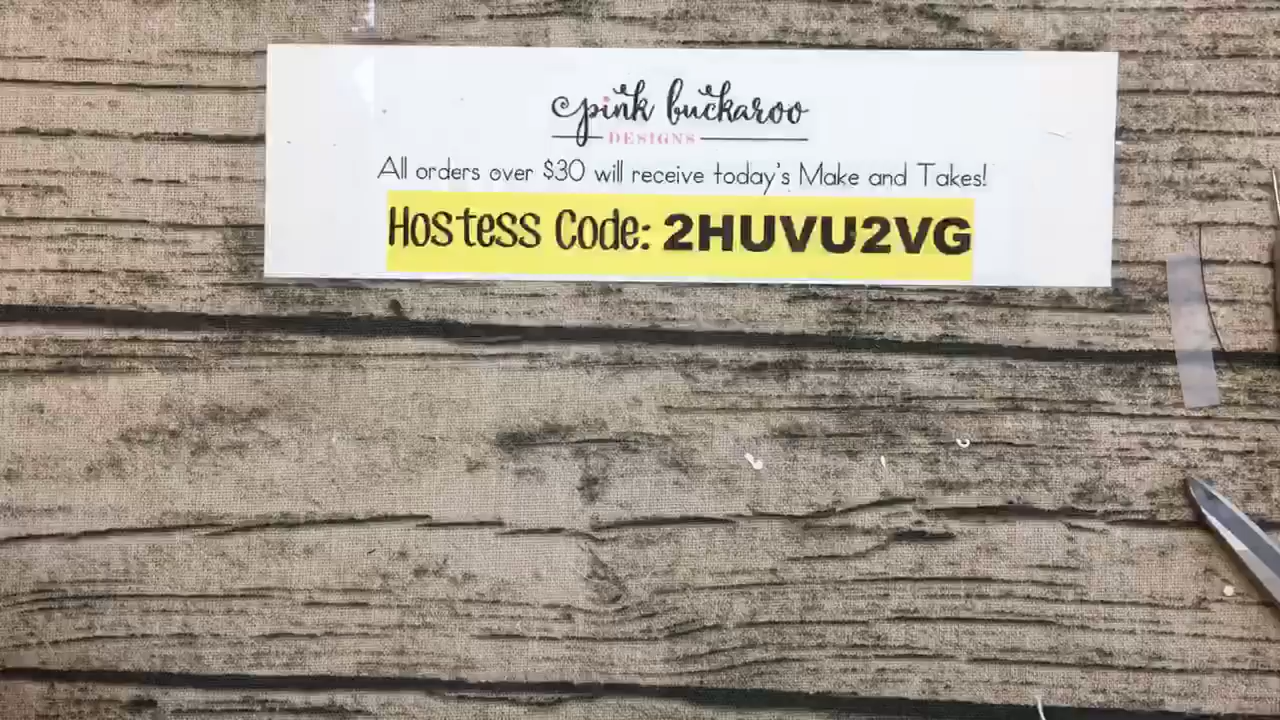 pink buckaroo
DESIGNS
All orders over $30 will receive today's Make and Takes!
Hostess Code: 2HUVU2VG